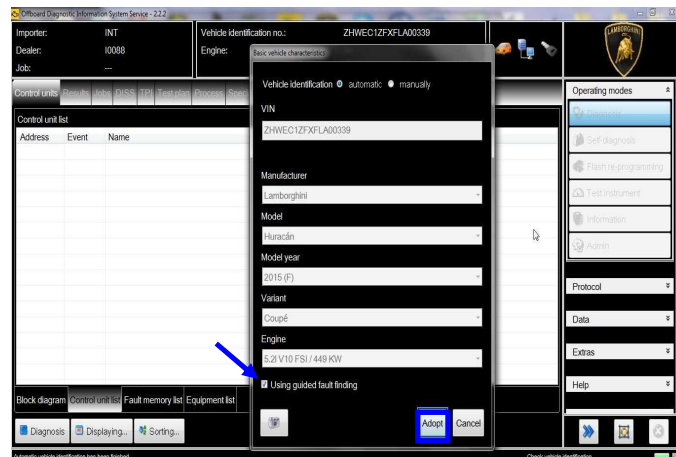 Offboard Diagnostic Information System Service - 2.2.2
Importer: INT
Dealer: I0088
Job: ---
Vehicle identification no.: ZHWEC1ZFXFLA00339
Engine:
LAMBORGHINI
Control units Results Jobs DISS TPI Test plan Process
Control unit list
Address Event Name
Basic vehicle characteristics
Vehicle identification automatic manually
VIN
ZHWEC1ZFXFLA00339
Manufacturer
Lamborghini
Model
Huracán
Model year
2015 (F)
Variant
Coupé
Engine
5.2l V10 FSI / 449 KW
Using guided fault finding
Adopt Cancel
Operating modes
Diagnosis
Self-diagnosis
Flash re-programming
Test instrument
Information
Admin
Protocol
Data
Extras
Help
Block diagram Control unit list Fault memory list Equipment list
Diagnosis Displaying... Sorting...
Automatic vehicle identification has been finished
Check vehicle identification